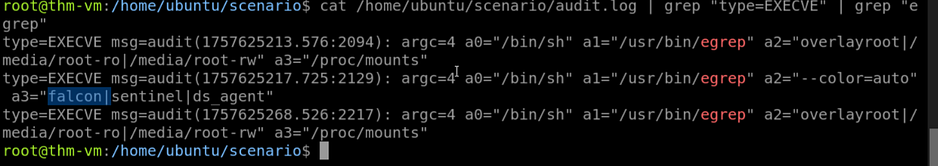 root@thm-vm:/home/ubuntu/scenario$ cat /home/ubuntu/scenario/audit.log | grep "type=EXECVE" | grep "e
grep"
type=EXECVE msg=audit(1757625213.576:2094): argc=4 a0="/bin/sh" a1="/usr/bin/egrep" a2="overlayroot|/
media/root-ro|/media/root-rw" a3="/proc/mounts"
type=EXECVE msg=audit(1757625217.725:2129): argc=4 a0="/bin/sh" a1="/usr/bin/egrep" a2="--color=auto"
 a3="falcon|sentinel|ds_agent"
type=EXECVE msg=audit(1757625268.526:2217): argc=4 a0="/bin/sh" a1="/usr/bin/egrep" a2="overlayroot|/
media/root-ro|/media/root-rw" a3="/proc/mounts"
root@thm-vm:/home/ubuntu/scenario$